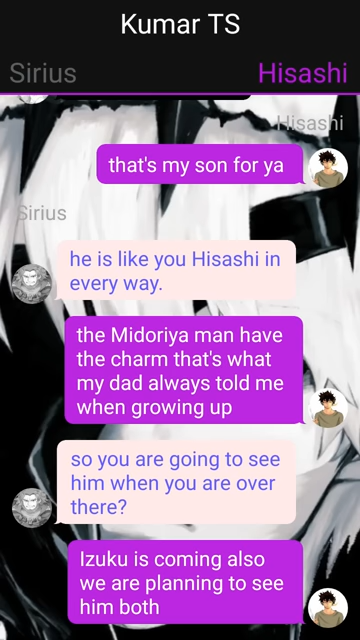 Kumar TS
Sirius
Hisashi
Hisashi
that's my son for ya
Sirius
he is like you Hisashi in
every way.
the Midoriya man have
the charm that's what
my dad always told me
when growing up
so you are going to see
him when you are over
there?
Izuku is coming also
we are planning to see
him both